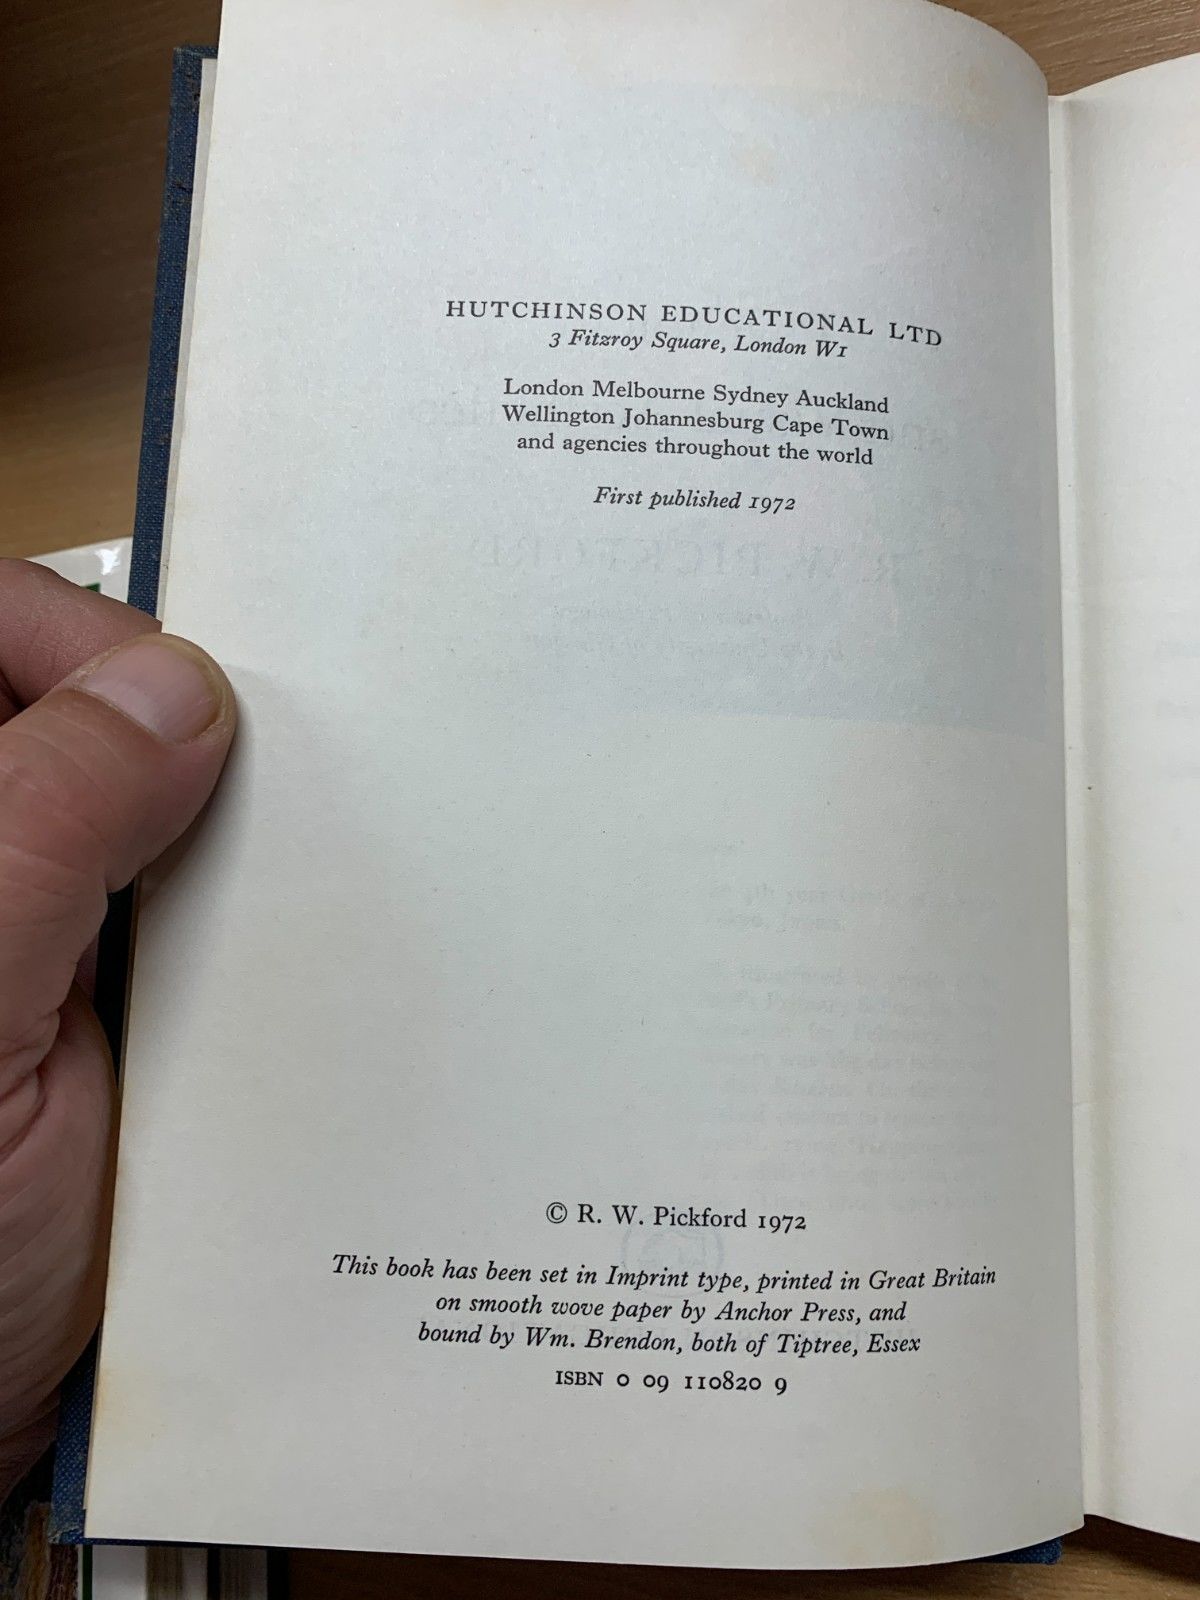 HUTCHINSON EDUCATIONAL LTD
3 Fitzroy Square, London W1
London Melbourne Sydney Auckland
Wellington Johannesburg Cape Town
and agencies throughout the world
First published 1972
© R. W. Pickford 1972
This book has been set in Imprint type, printed in Great Britain
on smooth wove paper by Anchor Press, and
bound by Wm. Brendon, both of Tiptree, Essex
ISBN 0 09 110820 9